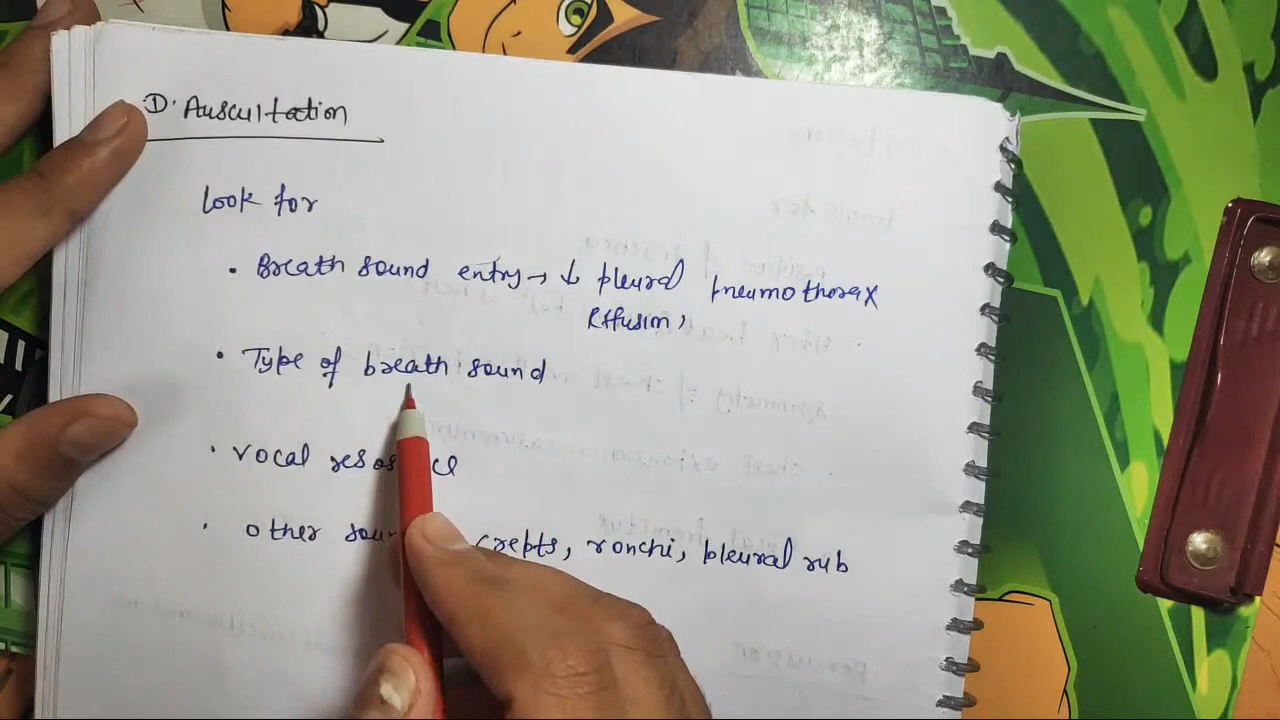 D. Auscultation
Look for
• Breath sound entry → ↓ pleural pneumothorax
Effusion,
• Type of breath sound
• Vocal
• Other crepts, ronchi, pleural rub